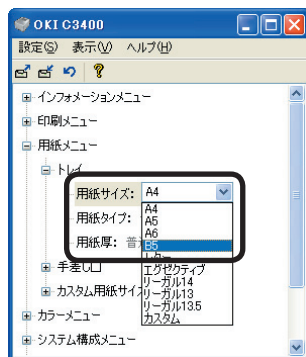 OKI C3400
設定(S) 表示(V) ヘルプ(H)
インフォメーションメニュー
印刷メニュー
用紙メニュー
トレイ
用紙サイズ: A4
A4
用紙タイプ: A5
A6
用紙厚: 普 B5
レター
手差し口 エグゼクティブ
リーガル14
カスタム用紙サイ リーガル13
リーガル13.5
カラーメニュー カスタム
システム構成メニュー